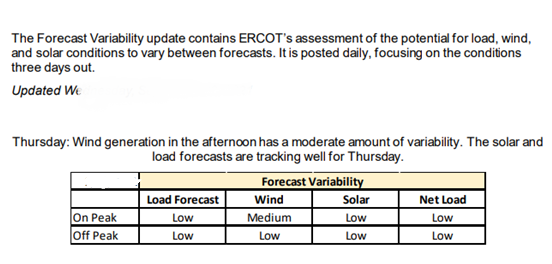 The Forecast Variability update contains ERCOT's assessment of the potential for load, wind,
and solar conditions to vary between forecasts. It is posted daily, focusing on the conditions
three days out.
Updated
Thursday: Wind generation in the afternoon has a moderate amount of variability. The solar and
load forecasts are tracking well for Thursday.
Forecast Variability
Load Forecast Wind Solar Net Load
On Peak Low Medium Low Low
Off Peak Low Low Low Low